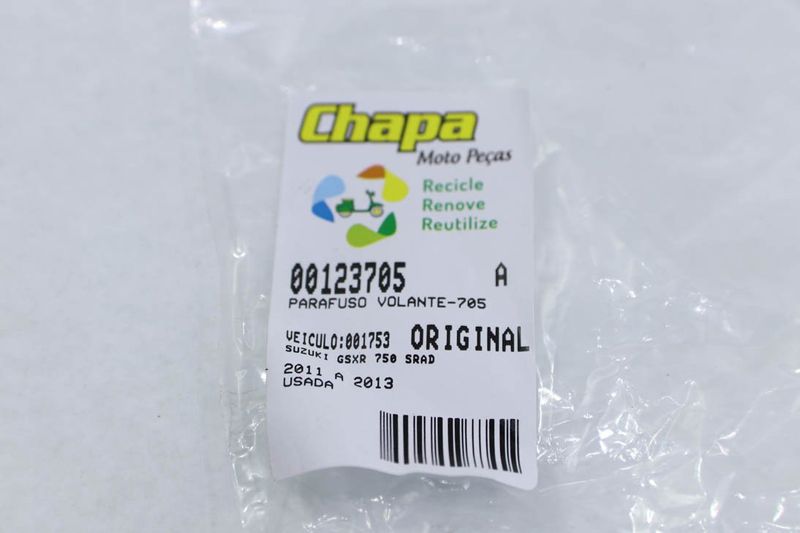 Chapa
Moto Peças
Recicle
Renove
Reutilize
00123705 A
PARAFUSO VOLANTE-705
VEICULO:001753 ORIGINAL
SUZUKI GSXR 750 SRAD
2011 A 2013
USADA